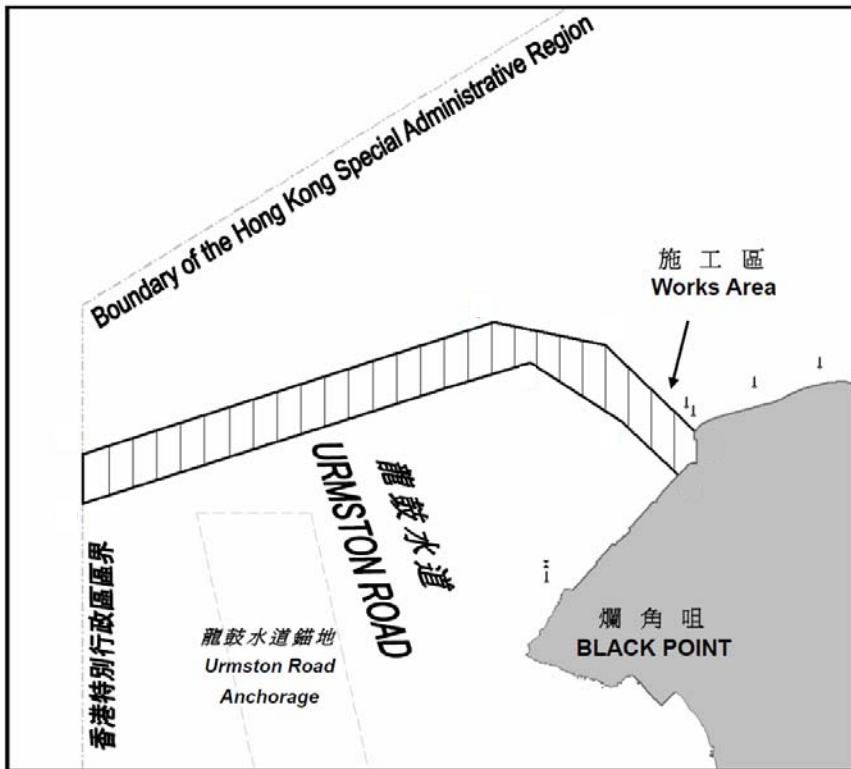 Boundary of the Hong Kong Special Administrative Region
施工區
Works Area
龍鼓水道
URMSTON ROAD
香港特別行政區區界
龍鼓水道錨地
Urmston Road
Anchorage
爛角咀
BLACK POINT